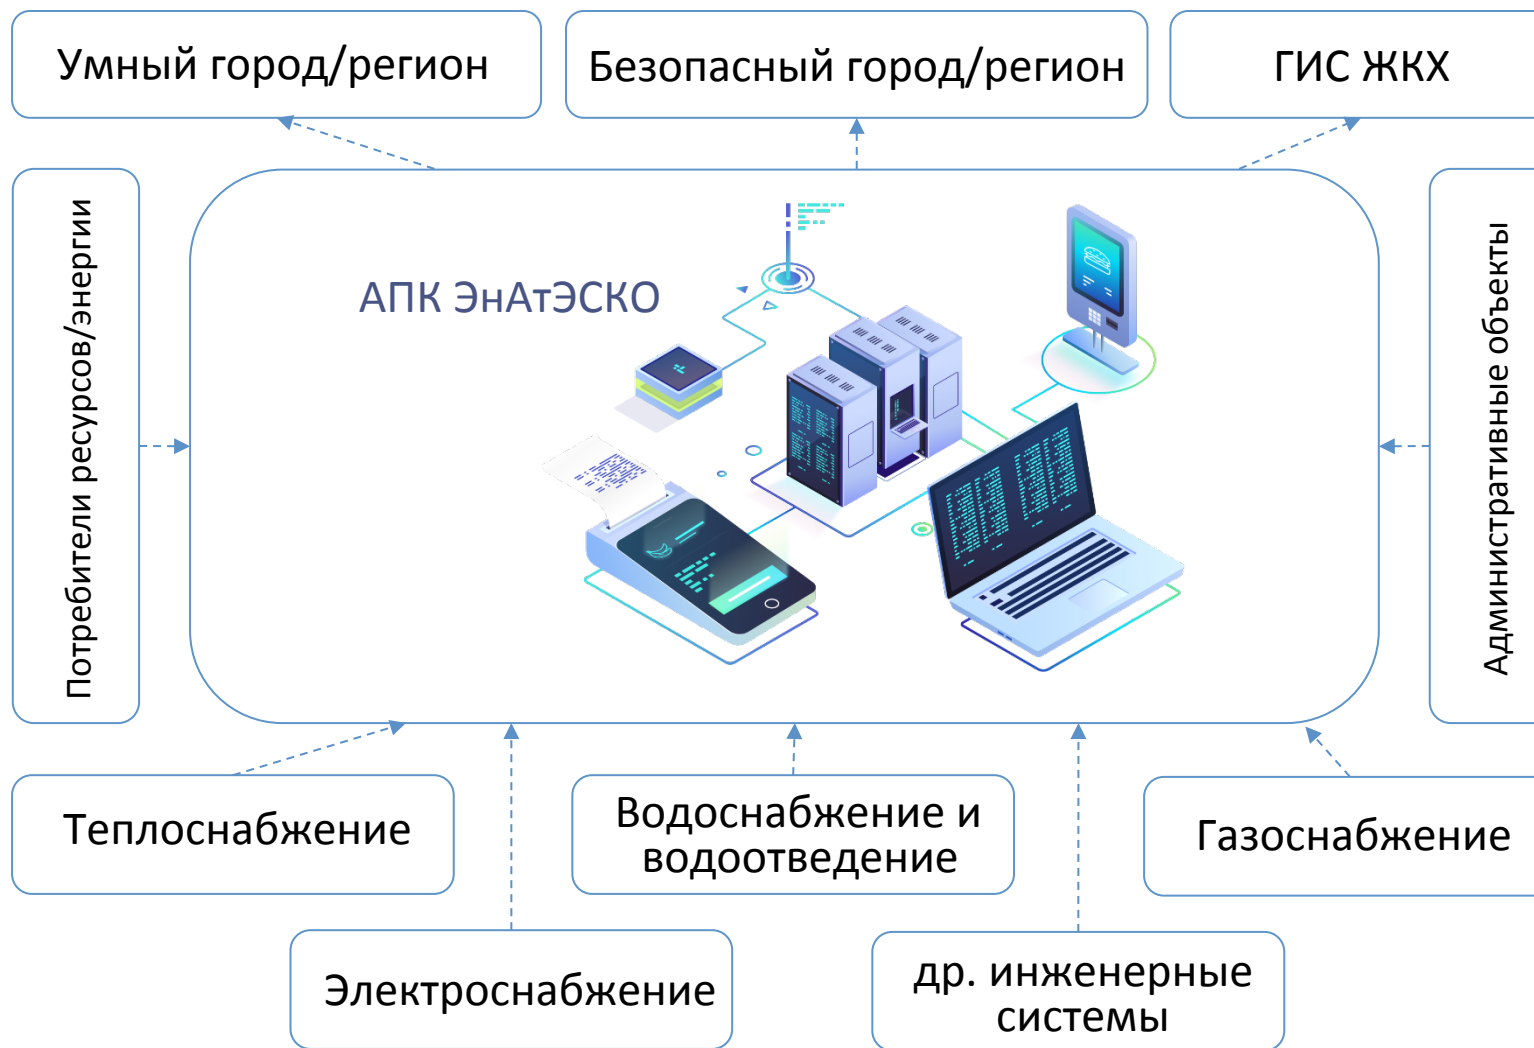 Умный город/регион
Безопасный город/регион
ГИС ЖКХ
Потребители ресурсов/энергии
АПК ЭнАтЭСКО
Административные объекты
Теплоснабжение
Водоснабжение и
водоотведение
Газоснабжение
Электроснабжение
др. инженерные
системы